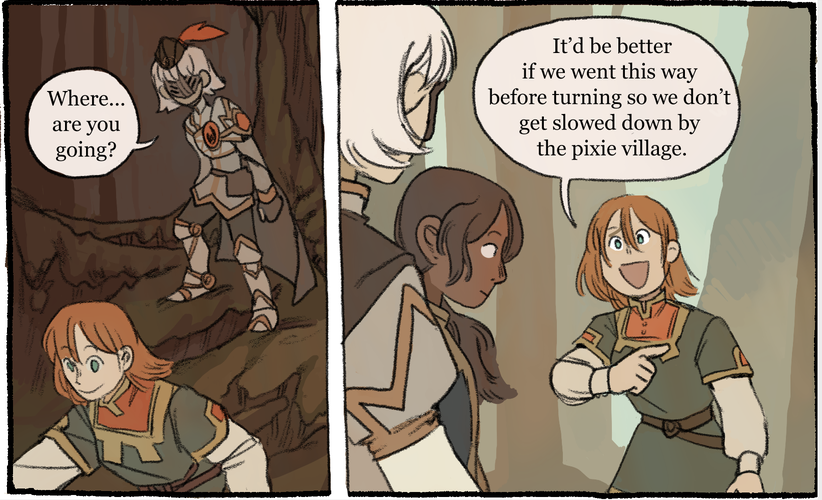 Where...
are you
going?
It'd be better
if we went this way
before turning so we don't
get slowed down by
the pixie village.